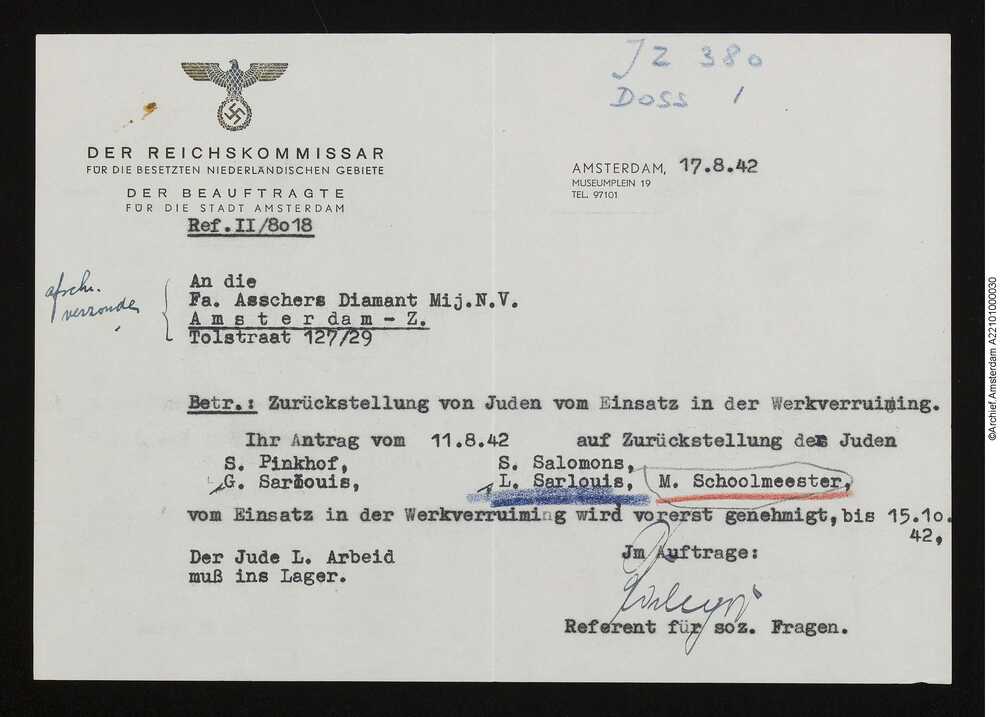 JZ 380
Doss 1
DER REICHSKOMMISSAR
FÜR DIE BESETZTEN NIEDERLÄNDISCHEN GEBIETE
DER BEAUFTRAGTE
FÜR DIE STADT AMSTERDAM
Ref.II/8o18
AMSTERDAM, 17.8.42
MUSEUMPLEIN 19
TEL. 97101
afschr.
verzonden
An die
Fa. Asschers Diamant Mij.N.V.
Amsterdam - Z.
Tolstraat 127/29
Betr.: Zurückstellung von Juden vom Einsatz in der Werkverruiming.
Ihr Antrag vom 11.8.42 auf Zurückstellung der Juden
S. Pinkhof, S. Salomons,
G. Sarlouis, L. Sarlouis, M. Schoolmeester,
vom Einsatz in der Werkverruiming wird vorerst genehmigt, bis 15.1o.
42,
Der Jude L. Arbeid
muß ins Lager.
Jm Auftrage:
Referent für soz. Fragen.
©Archief.Amsterdam A22101000030